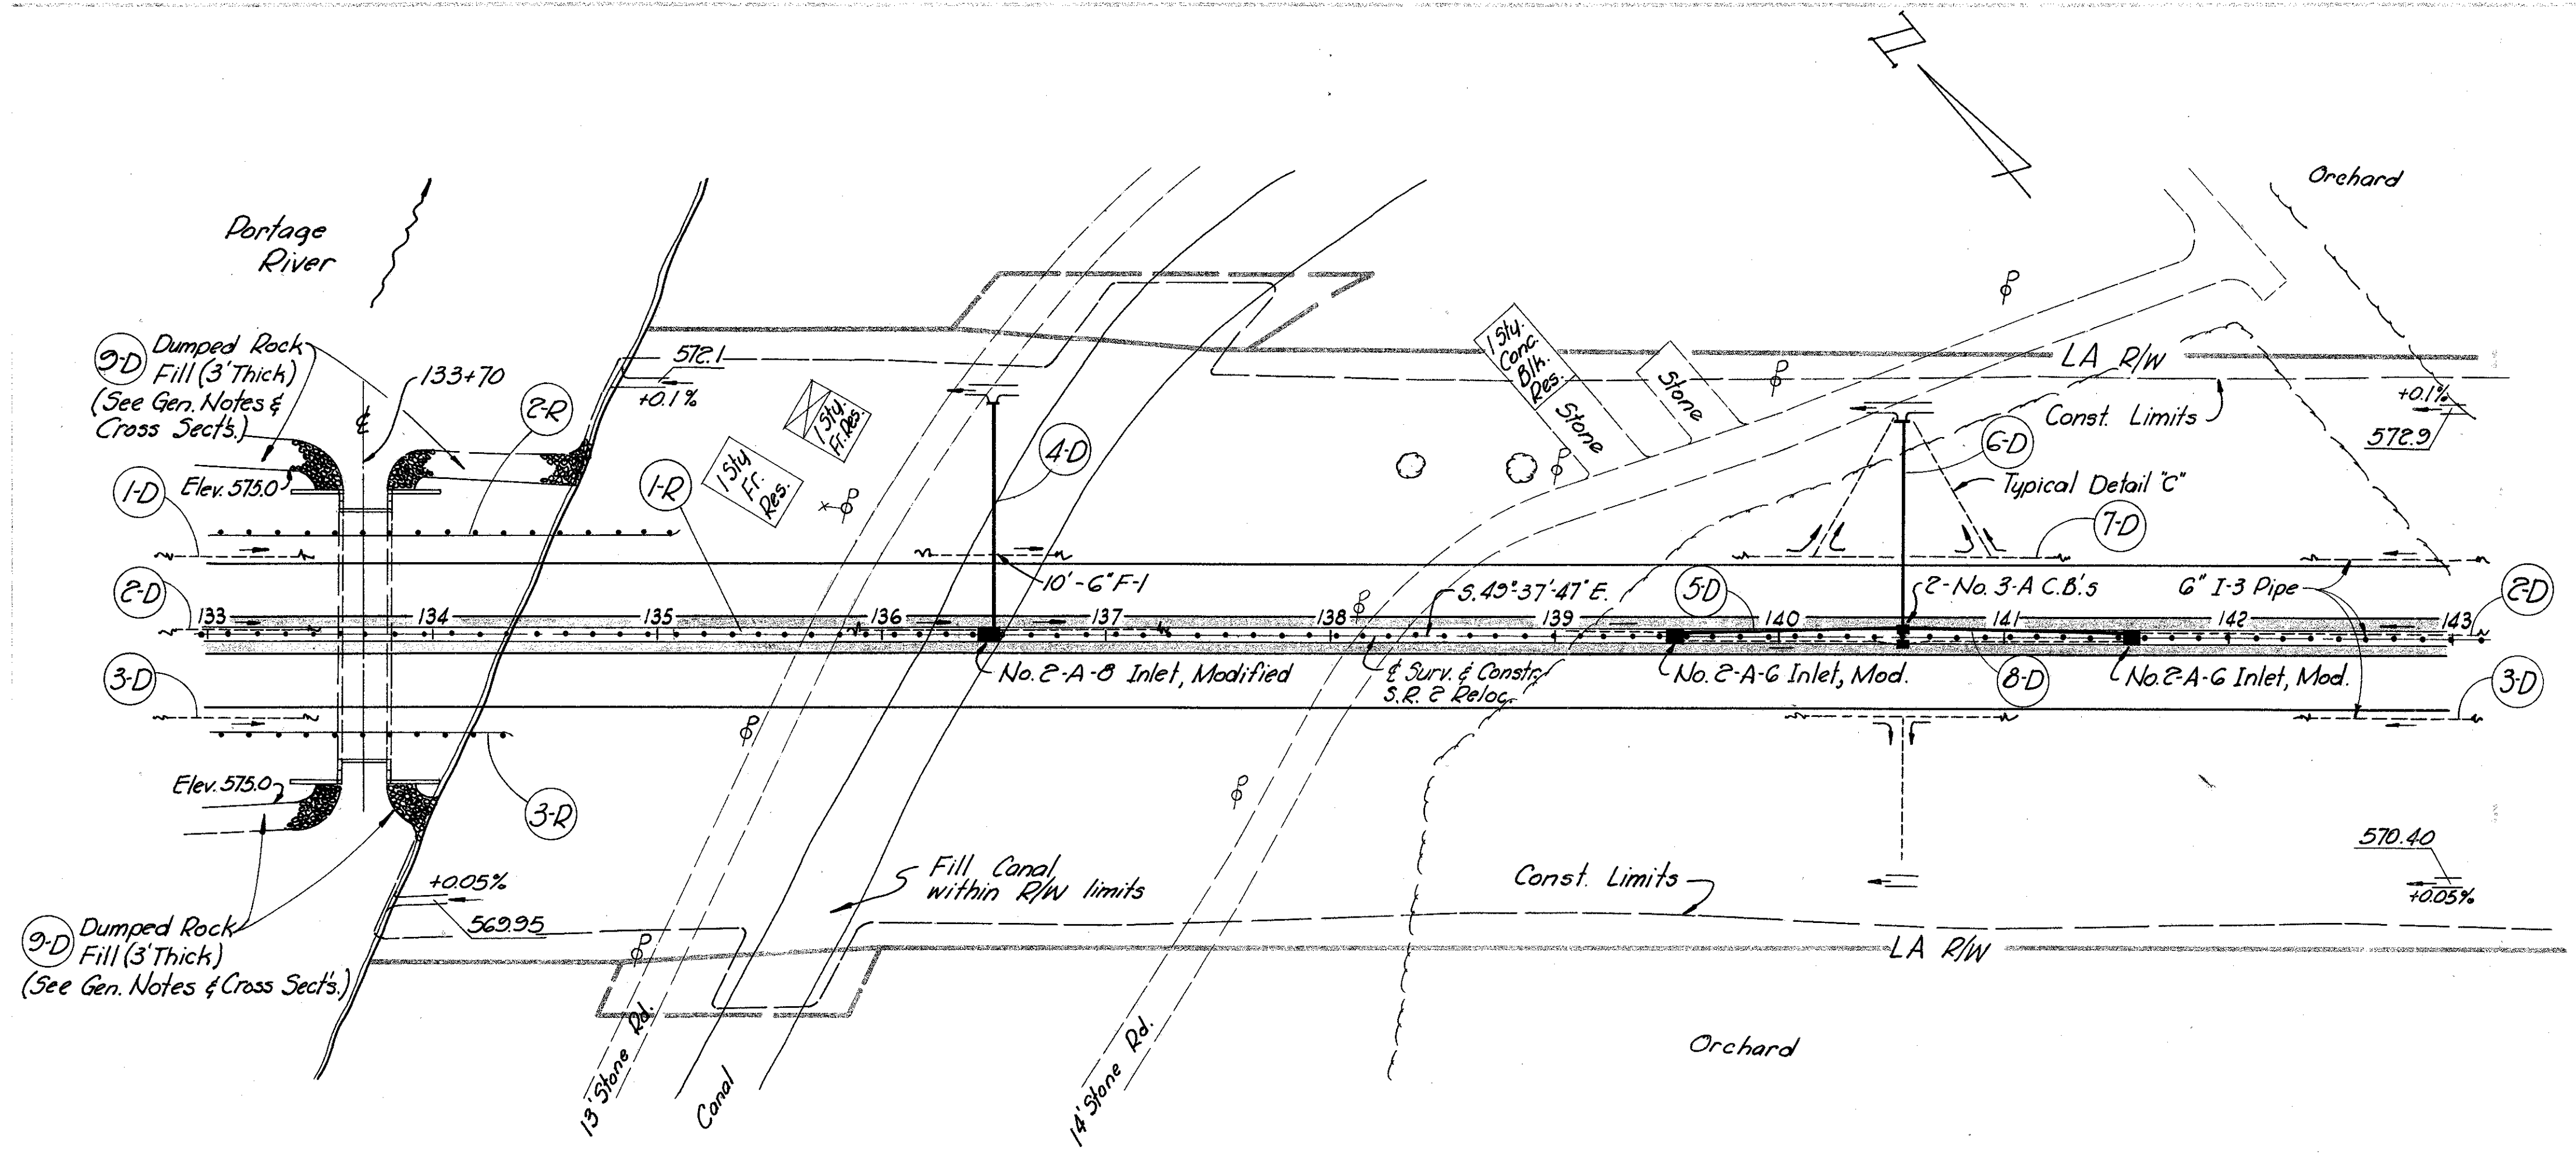 N
Orchard
Portage
River
9-D
Dumped Rock
Fill (3' Thick)
(See Gen. Notes &
Cross Sect's.)
133+70
2-R
572.1
+0.1%
1 Sty.
Fr. Res.
1 Sty
Fr.
Res.
4-D
1 Sty.
Conc.
Blk.
Res.
Stone
Stone
LA R/W
+0.1%
572.9
Const. Limits
6-D
Typical Detail "C"
7-D
1-D
Elev. 575.0
1-R
10'-6" F-1
S.49°-37'-47" E.
5-D
2-No. 3-A C.B.'s
6" I-3 Pipe
2-D
2-D
133
134
135
136
137
138
139
140
141
142
143
No. 2-A-8 Inlet, Modified
℄ Surv. & Constr.
S.R. 2 Reloc.
No. 2-A-6 Inlet, Mod.
8-D
No. 2-A-6 Inlet, Mod.
3-D
3-D
Elev. 575.0
3-R
+0.05%
569.95
Fill Canal
within R/W limits
Const. Limits
570.40
+0.05%
LA R/W
9-D
Dumped Rock
Fill (3' Thick)
(See Gen. Notes & Cross Sect's.)
13' Stone Rd.
Canal
14' Stone Rd.
Orchard